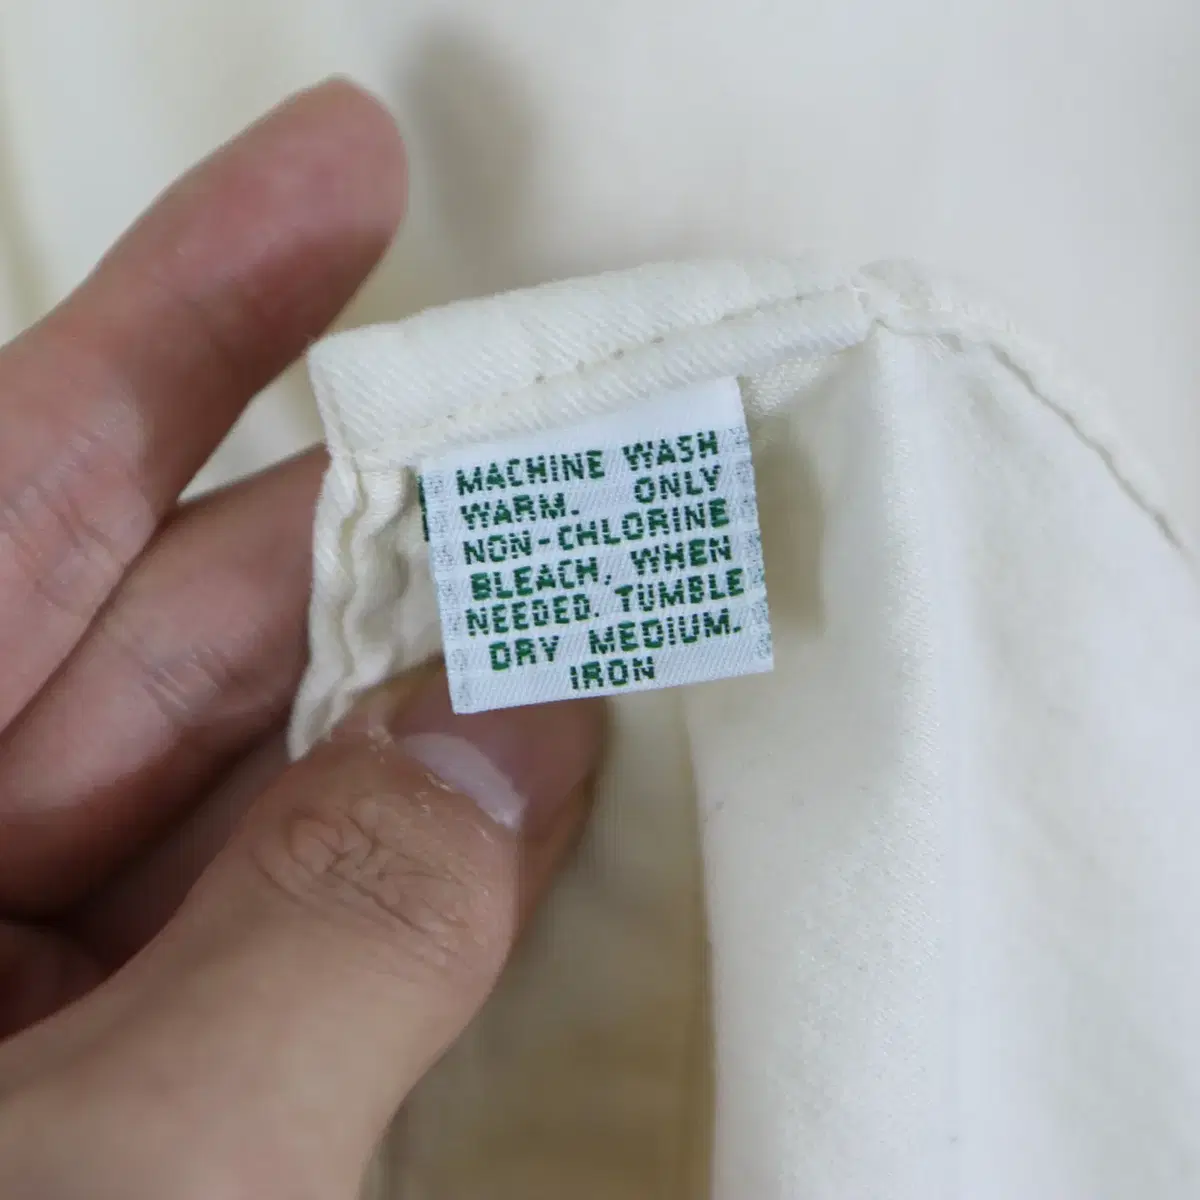 MACHINE WASH
WARM. ONLY
NON-CHLORINE
BLEACH, WHEN
NEEDED. TUMBLE
DRY MEDIUM.
IRON